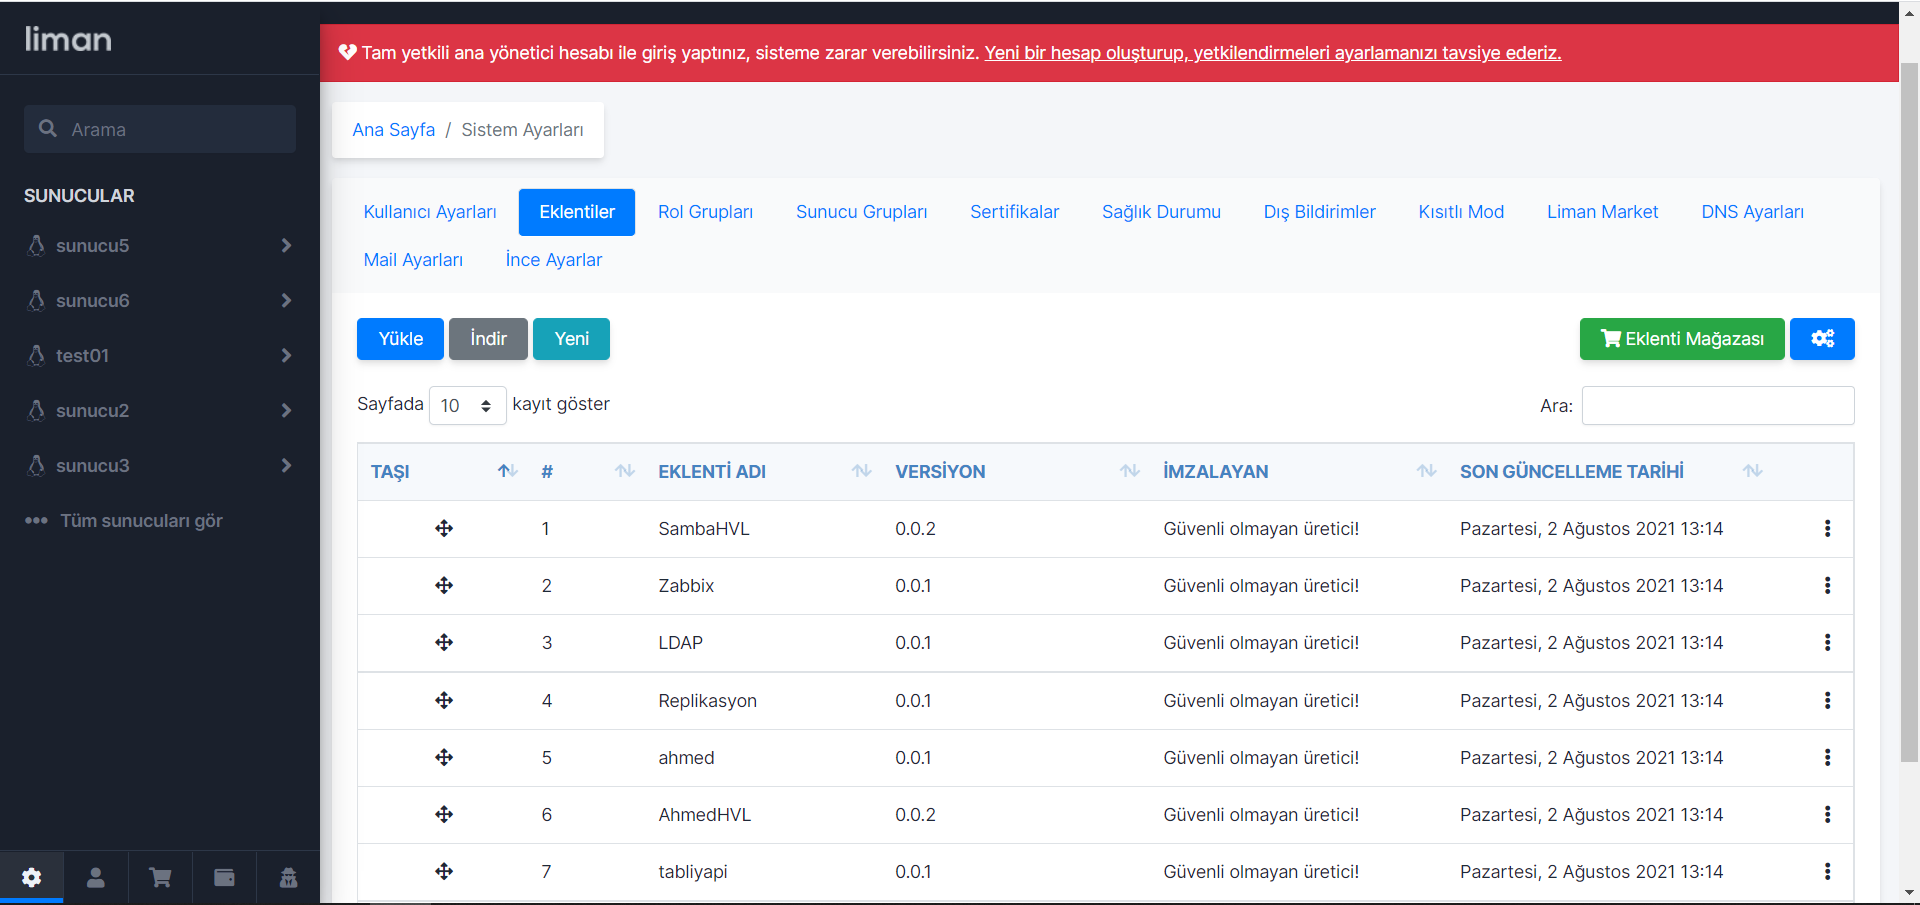 liman
Arama
SUNUCULAR
sunucu5
sunucu6
test01
sunucu2
sunucu3
Tüm sunucuları gör
Tam yetkili ana yönetici hesabı ile giriş yaptınız, sisteme zarar verebilirsiniz. Yeni bir hesap oluşturup, yetkilendirmeleri ayarlamanızı tavsiye ederiz.
Ana Sayfa / Sistem Ayarları
Kullanıcı Ayarları Eklentiler Rol Grupları Sunucu Grupları Sertifikalar Sağlık Durumu Dış Bildirimler Kısıtlı Mod Liman Market DNS Ayarları
Mail Ayarları İnce Ayarlar
Yükle İndir Yeni Eklenti Mağazası
Sayfada 10 kayıt göster Ara:
TAŞI # EKLENTİ ADI VERSİYON İMZALAYAN SON GÜNCELLEME TARİHİ
1 SambaHVL 0.0.2 Güvenli olmayan üretici! Pazartesi, 2 Ağustos 2021 13:14
2 Zabbix 0.0.1 Güvenli olmayan üretici! Pazartesi, 2 Ağustos 2021 13:14
3 LDAP 0.0.1 Güvenli olmayan üretici! Pazartesi, 2 Ağustos 2021 13:14
4 Replikasyon 0.0.1 Güvenli olmayan üretici! Pazartesi, 2 Ağustos 2021 13:14
5 ahmed 0.0.1 Güvenli olmayan üretici! Pazartesi, 2 Ağustos 2021 13:14
6 AhmedHVL 0.0.2 Güvenli olmayan üretici! Pazartesi, 2 Ağustos 2021 13:14
7 tabliyapi 0.0.1 Güvenli olmayan üretici! Pazartesi, 2 Ağustos 2021 13:14